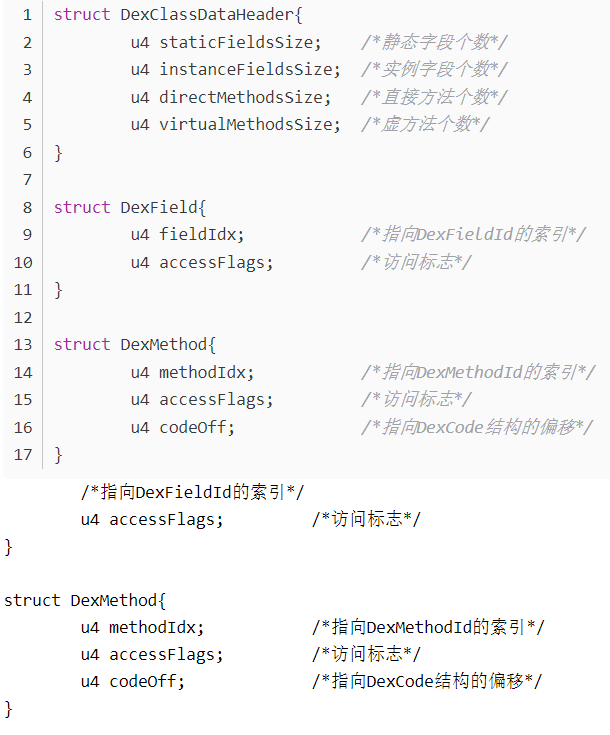 1 struct DexClassDataHeader{
2 u4 staticFieldsSize; /*静态字段个数*/
3 u4 instanceFieldsSize; /*实例字段个数*/
4 u4 directMethodsSize; /*直接方法个数*/
5 u4 virtualMethodsSize; /*虚方法个数*/
6 }
7
8 struct DexField{
9 u4 fieldIdx; /*指向DexFieldId的索引*/
10 u4 accessFlags; /*访问标志*/
11 }
12
13 struct DexMethod{
14 u4 methodIdx; /*指向DexMethodId的索引*/
15 u4 accessFlags; /*访问标志*/
16 u4 codeOff; /*指向DexCode结构的偏移*/
17 }
/*指向DexFieldId的索引*/
u4 accessFlags; /*访问标志*/
}
struct DexMethod{
u4 methodIdx; /*指向DexMethodId的索引*/
u4 accessFlags; /*访问标志*/
u4 codeOff; /*指向DexCode结构的偏移*/
}